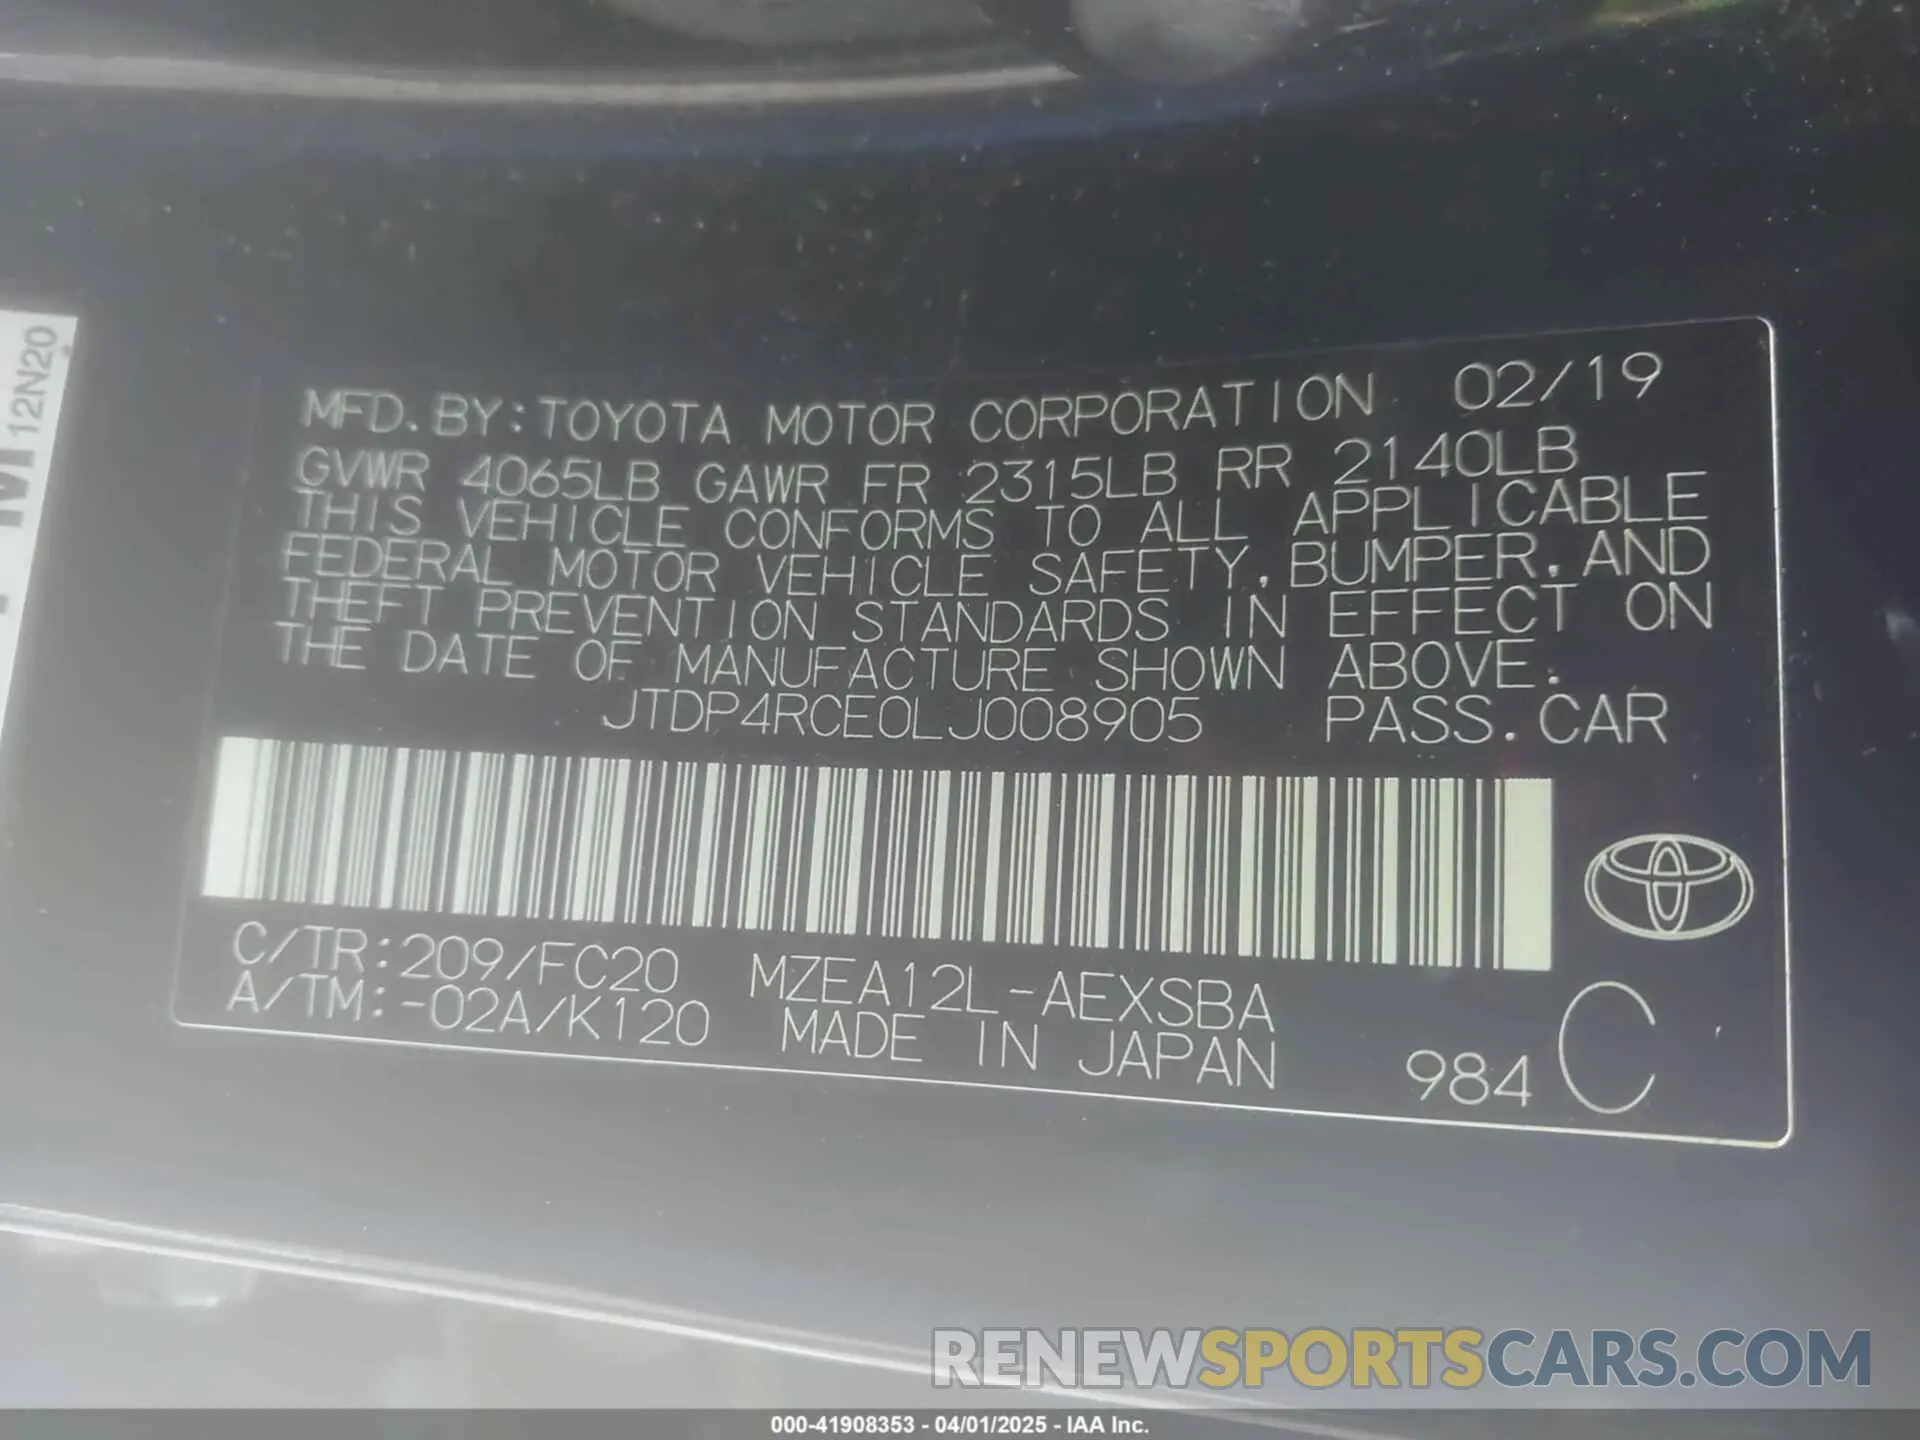 12N20
MFD. BY: TOYOTA MOTOR CORPORATION 02/19
GVWR 4065LB GAWR FR 2315LB RR 2140LB
THIS VEHICLE CONFORMS TO ALL APPLICABLE
FEDERAL MOTOR VEHICLE SAFETY, BUMPER, AND
THEFT PREVENTION STANDARDS IN EFFECT ON
THE DATE OF MANUFACTURE SHOWN ABOVE.
JTDP4RCE0LJ008905 PASS. CAR
C/TR: 209/FC20 MZEA12L-AEXSBA
A/TM: -02A/K120 MADE IN JAPAN
984 C
RENEWSPORTSCARS.COM
000-41908353 - 04/01/2025 - IAA Inc.